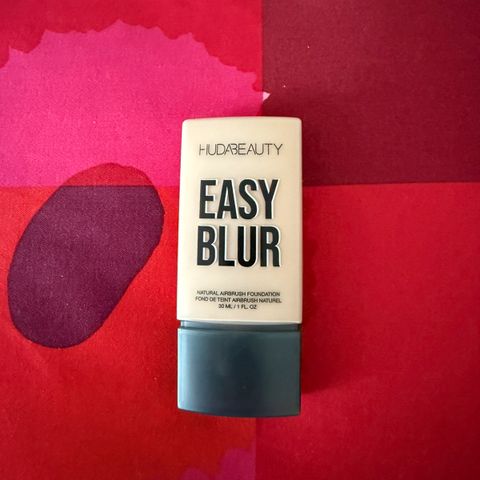 HUDABEAUTY
EASY
BLUR
NATURAL AIRBRUSH FOUNDATION
FOND DE TEINT AIRBRUSH NATUREL
30 ML / 1 FL. OZ